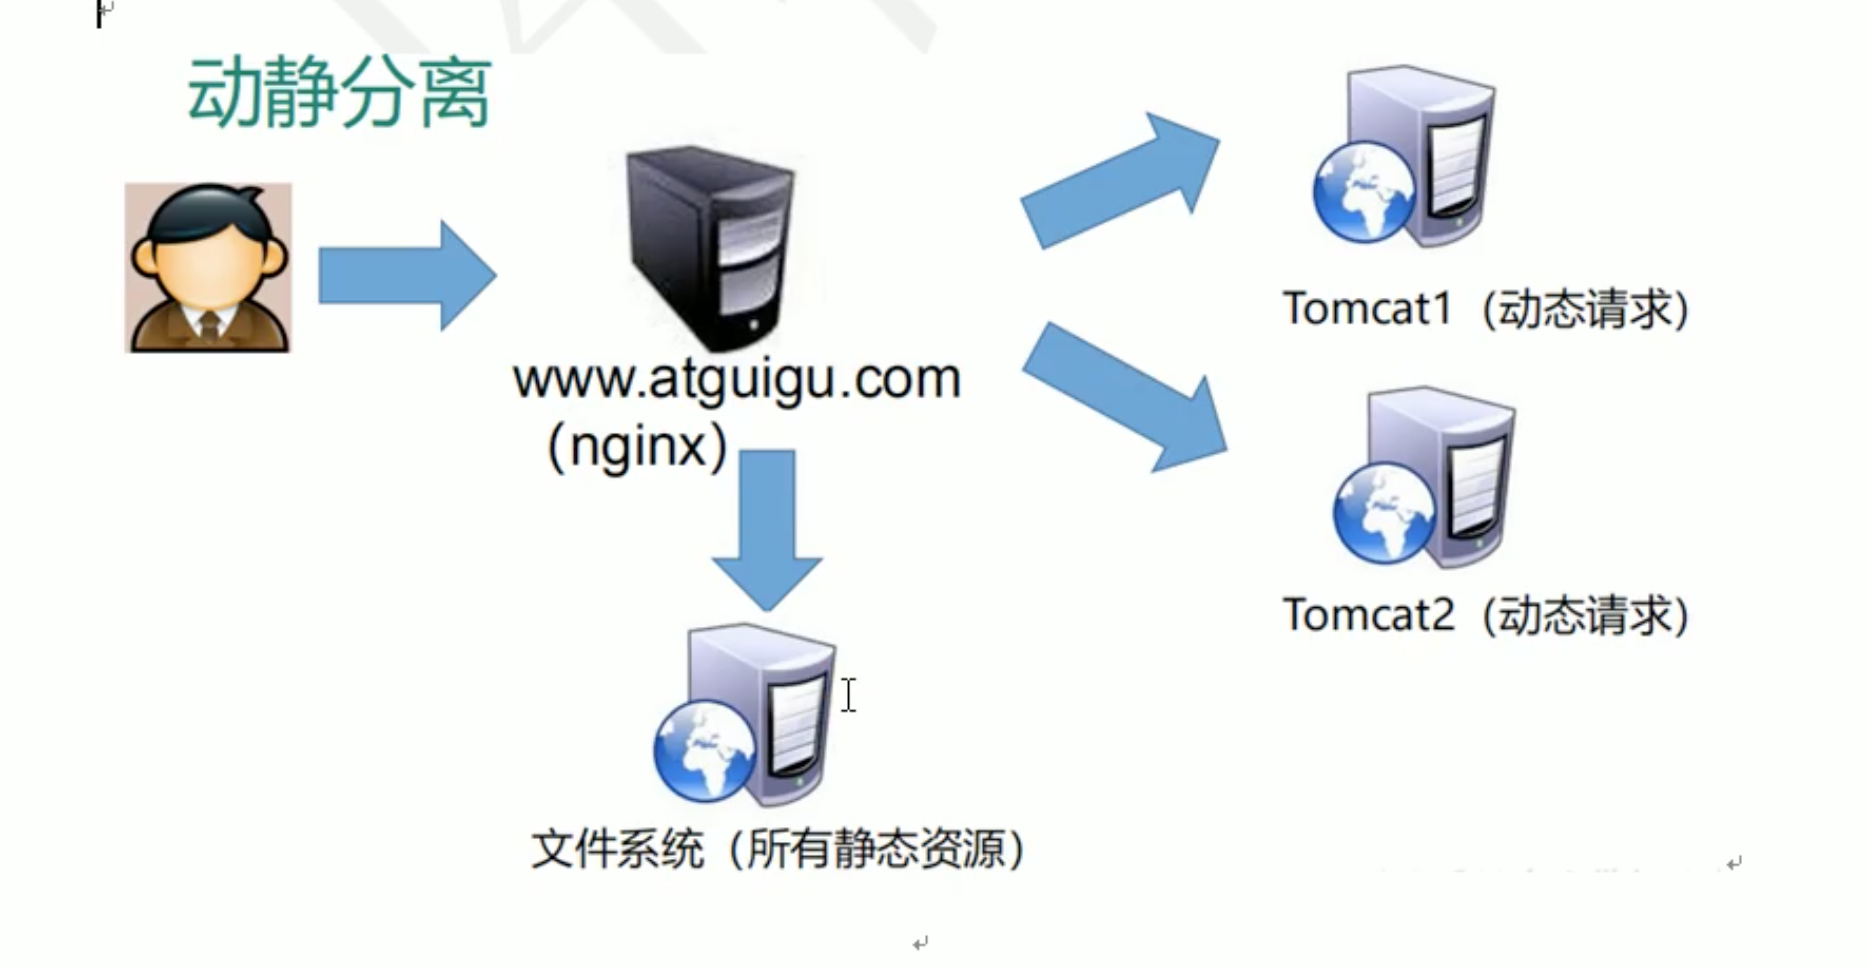 动静分离
www.atguigu.com
（nginx）
Tomcat1（动态请求）
Tomcat2（动态请求）
文件系统（所有静态资源）